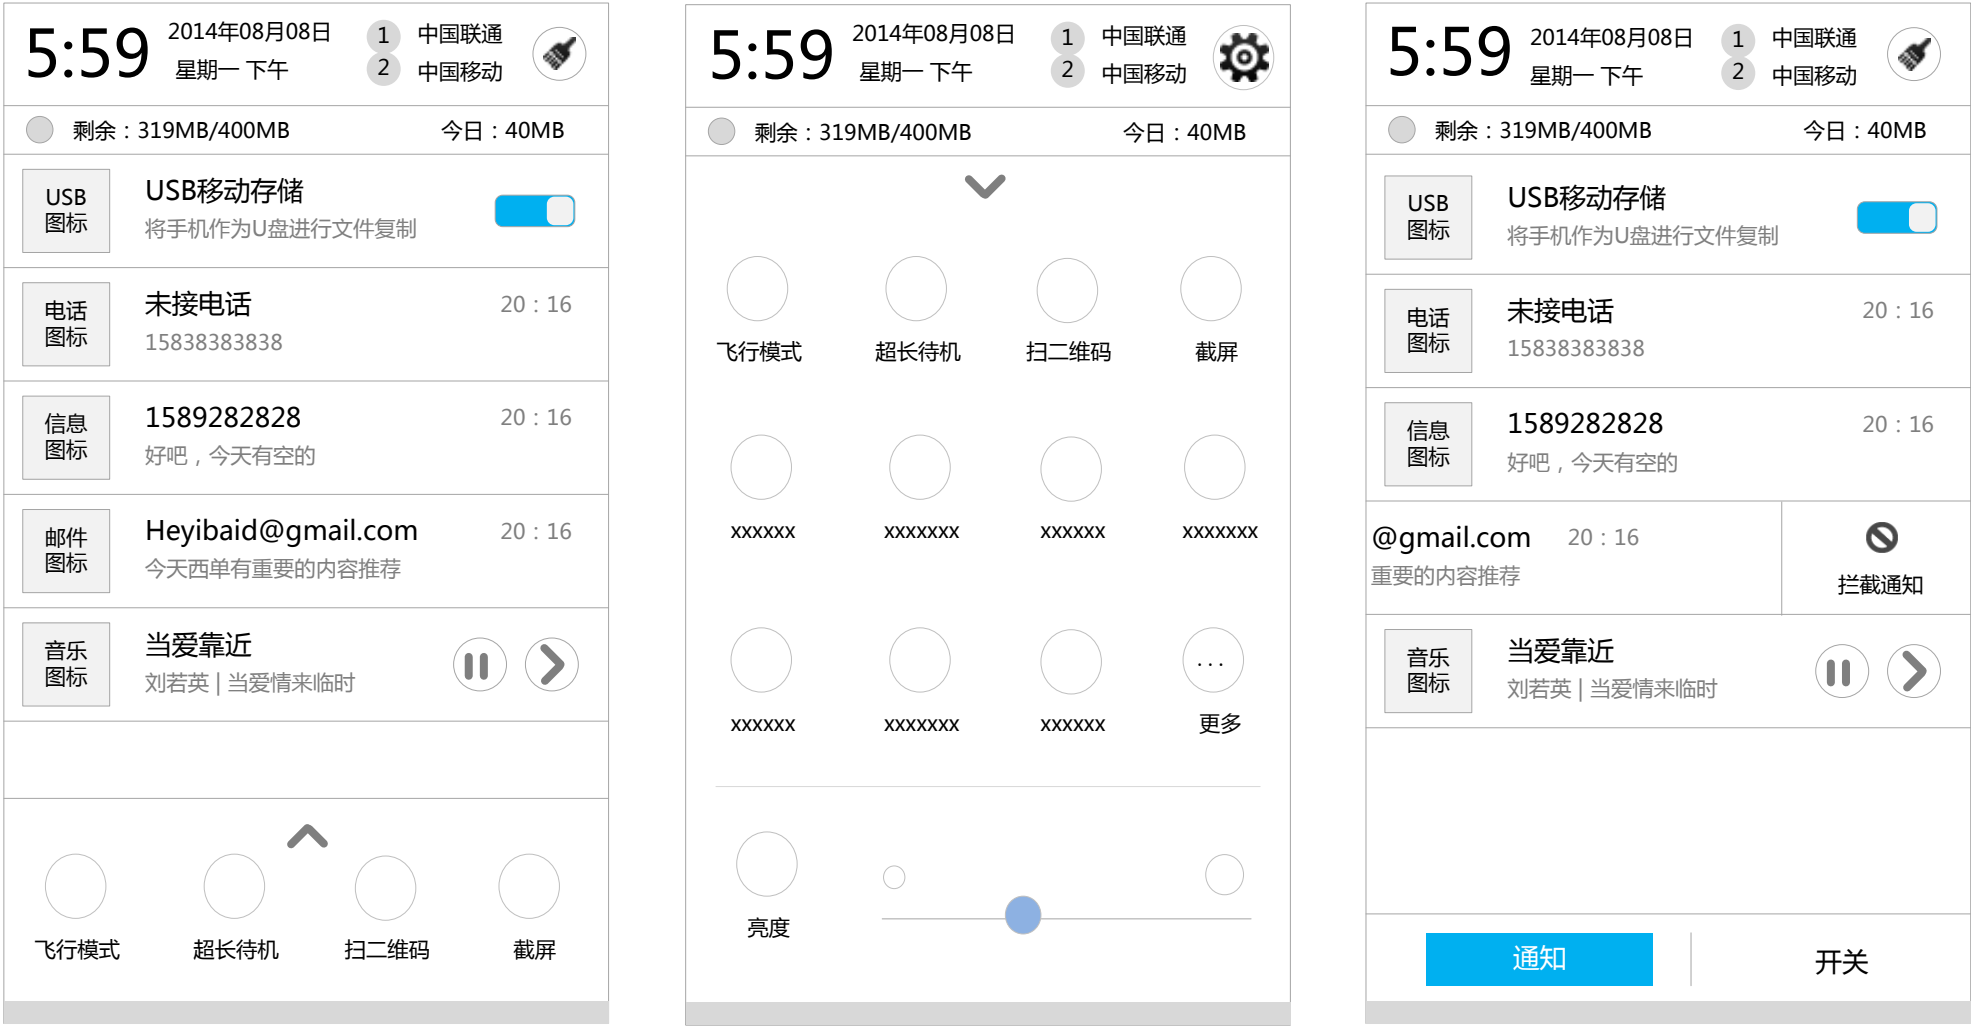 5:59
2014年08月08日
星期一 下午
1 中国联通
2 中国移动
剩余：319MB/400MB 今日：40MB
USB
图标
USB移动存储
将手机作为U盘进行文件复制
电话
图标
未接电话 20：16
15838383838
信息
图标
1589282828 20：16
好吧，今天有空的
邮件
图标
Heyibaid@gmail.com 20：16
今天西单有重要的内容推荐
音乐
图标
当爱靠近
刘若英 | 当爱情来临时
飞行模式 超长待机 扫二维码 截屏
5:59
2014年08月08日
星期一 下午
1 中国联通
2 中国移动
剩余：319MB/400MB 今日：40MB
飞行模式 超长待机 扫二维码 截屏
xxxxxx xxxxxxx xxxxxx xxxxxxx
...
xxxxxx xxxxxxx xxxxxx 更多
亮度
5:59
2014年08月08日
星期一 下午
1 中国联通
2 中国移动
剩余：319MB/400MB 今日：40MB
USB
图标
USB移动存储
将手机作为U盘进行文件复制
电话
图标
未接电话 20：16
15838383838
信息
图标
1589282828 20：16
好吧，今天有空的
@gmail.com 20：16
重要的内容推荐
拦截通知
音乐
图标
当爱靠近
刘若英 | 当爱情来临时
通知 开关